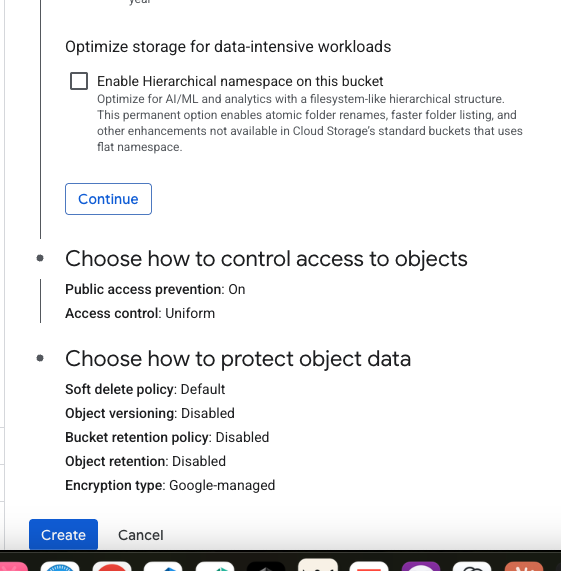 year
Optimize storage for data-intensive workloads
Enable Hierarchical namespace on this bucket
Optimize for AI/ML and analytics with a filesystem-like hierarchical structure.
This permanent option enables atomic folder renames, faster folder listing, and
other enhancements not available in Cloud Storage's standard buckets that uses
flat namespace.
Continue
Choose how to control access to objects
Public access prevention: On
Access control: Uniform
Choose how to protect object data
Soft delete policy: Default
Object versioning: Disabled
Bucket retention policy: Disabled
Object retention: Disabled
Encryption type: Google-managed
Create
Cancel